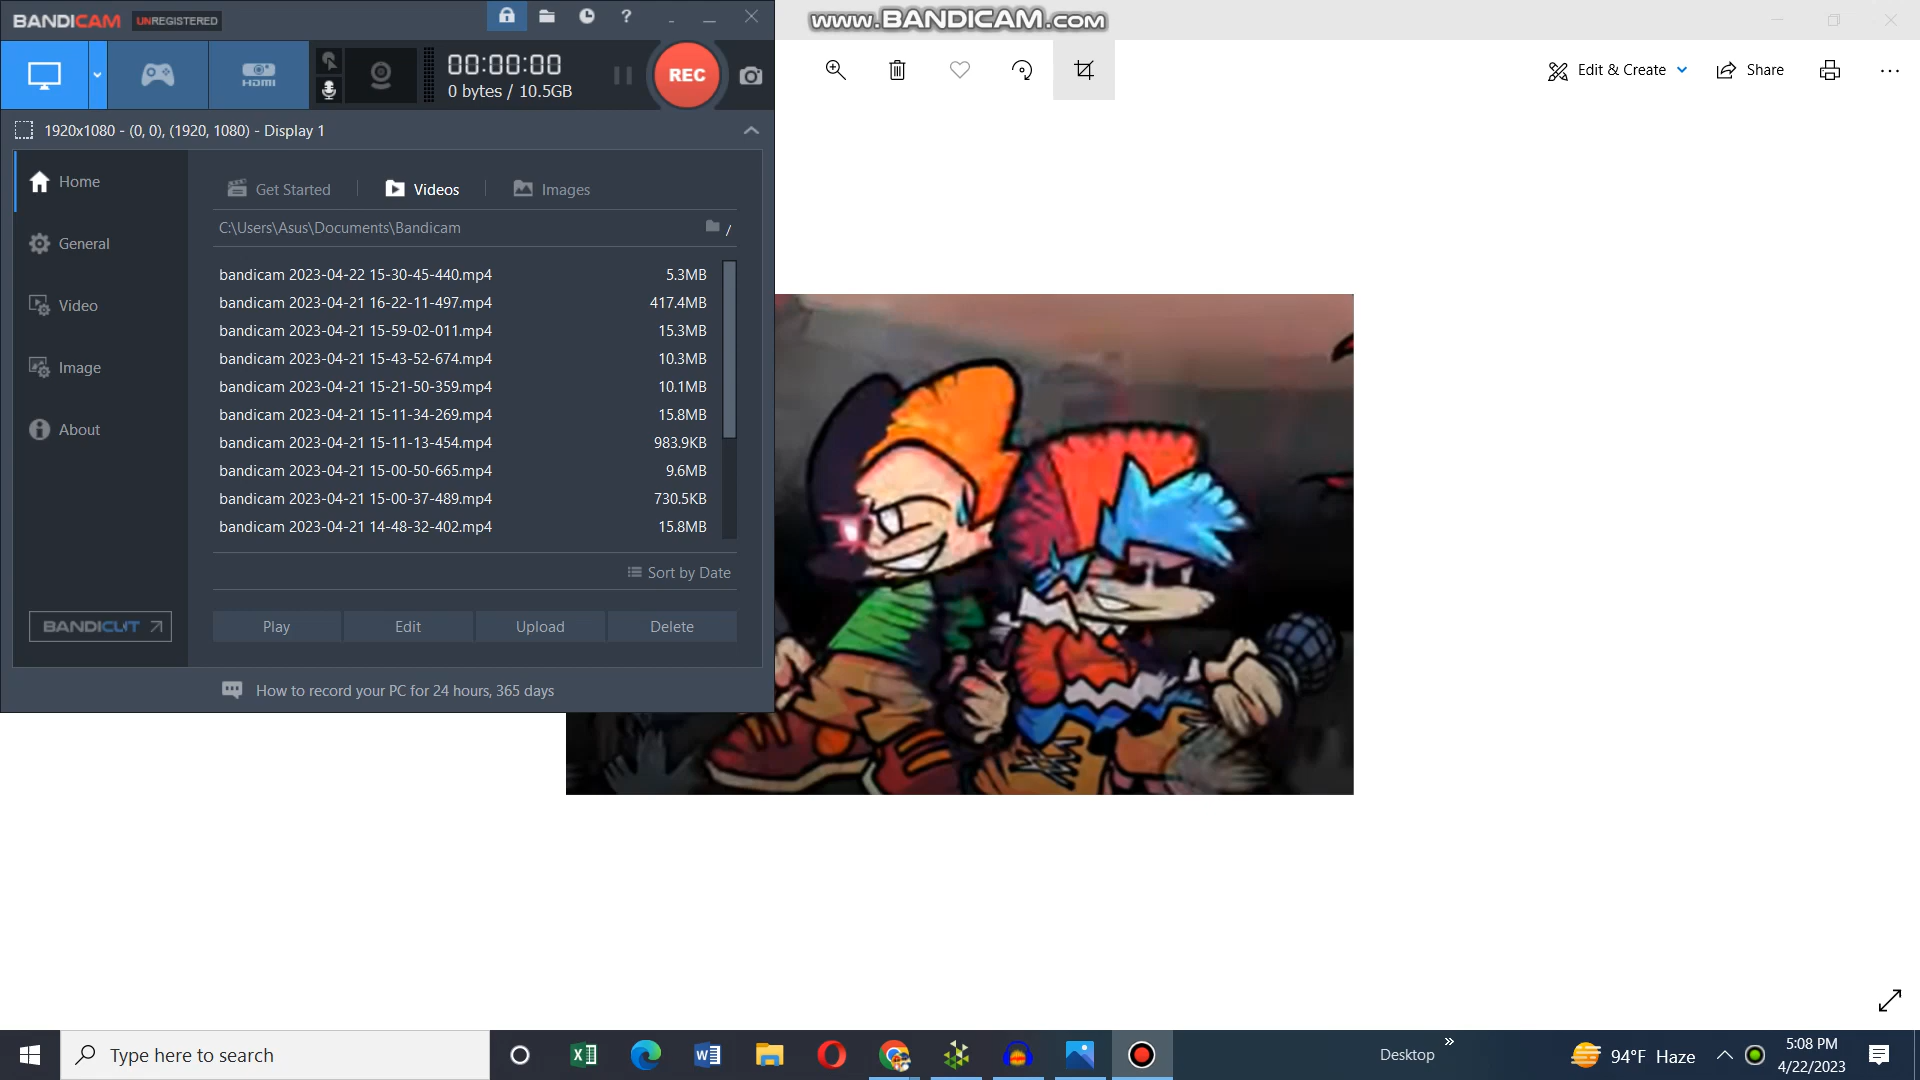 BANDICAM UNREGISTERED
?
www.BANDICAM.com
HDMI
00:00:00
0 bytes / 10.5GB
REC
Edit & Create
Share
1920x1080 - (0, 0), (1920, 1080) - Display 1
Home
General
Video
Image
About
BANDICUT
Get Started
Videos
Images
C:\Users\Asus\Documents\Bandicam
bandicam 2023-04-22 15-30-45-440.mp4 5.3MB
bandicam 2023-04-21 16-22-11-497.mp4 417.4MB
bandicam 2023-04-21 15-59-02-011.mp4 15.3MB
bandicam 2023-04-21 15-43-52-674.mp4 10.3MB
bandicam 2023-04-21 15-21-50-359.mp4 10.1MB
bandicam 2023-04-21 15-11-34-269.mp4 15.8MB
bandicam 2023-04-21 15-11-13-454.mp4 983.9KB
bandicam 2023-04-21 15-00-50-665.mp4 9.6MB
bandicam 2023-04-21 15-00-37-489.mp4 730.5KB
bandicam 2023-04-21 14-48-32-402.mp4 15.8MB
Sort by Date
Play Edit Upload Delete
How to record your PC for 24 hours, 365 days
Type here to search
Desktop
94°F Haze
5:08 PM
4/22/2023